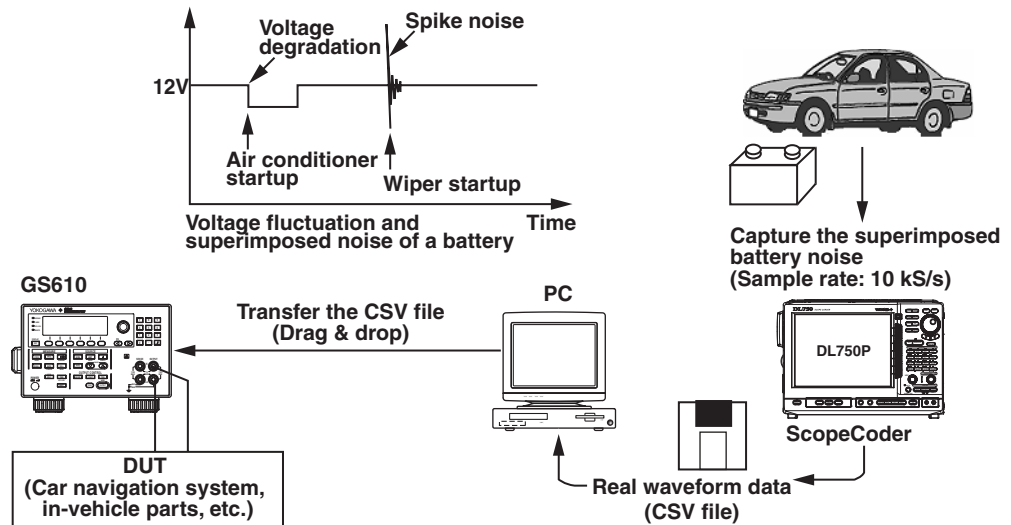 Voltage
degradation
Spike noise
12V
Air conditioner
startup
Wiper startup
Voltage fluctuation and
superimposed noise of a battery
Time
Capture the superimposed
battery noise
(Sample rate: 10 kS/s)
GS610
YOKOGAWA
Transfer the CSV file
(Drag & drop)
PC
DL750
DL750P
ScopeCoder
DUT
(Car navigation system,
in-vehicle parts, etc.)
Real waveform data
(CSV file)